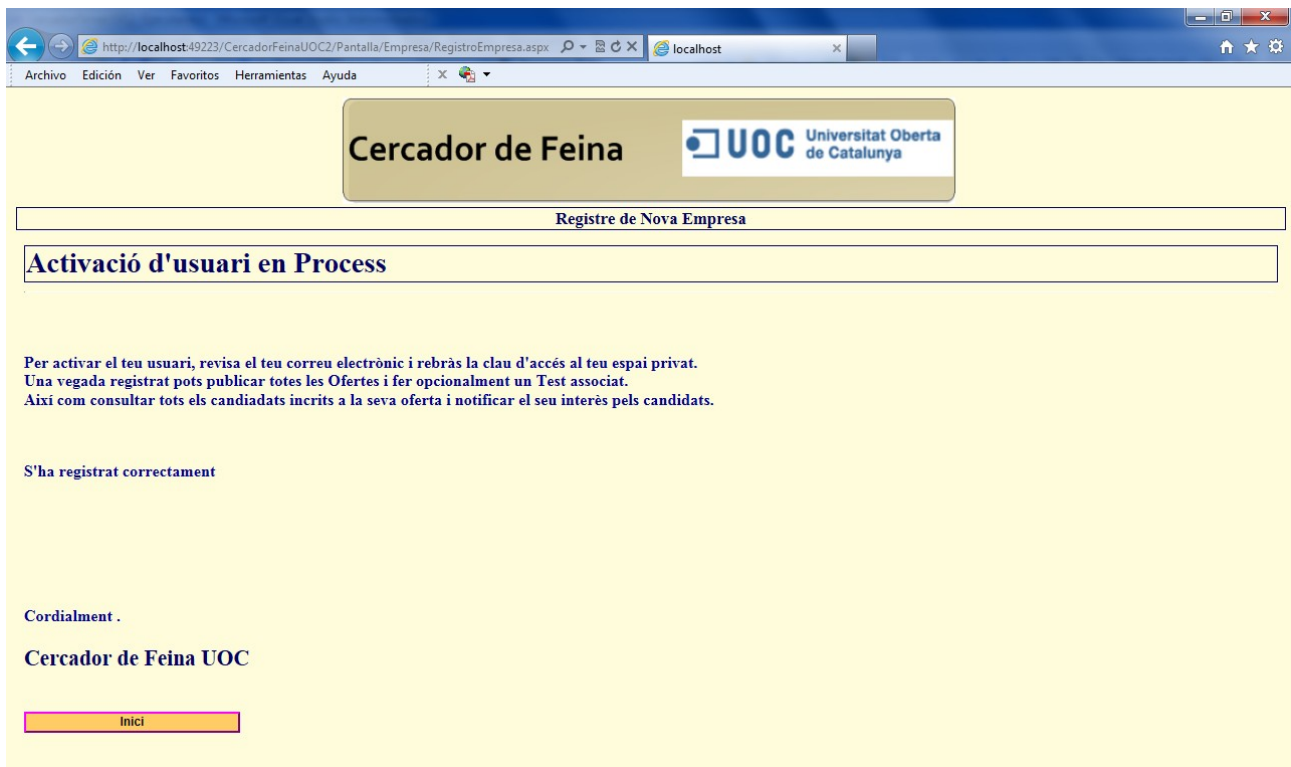 http://localhost:49223/CercadorFeinaUOC2/Pantalla/Empresa/RegistroEmpresa.aspx
localhost
Archivo Edición Ver Favoritos Herramientas Ayuda
Cercador de Feina
UOC Universitat Oberta
de Catalunya
Registre de Nova Empresa
Activació d'usuari en Process
Per activar el teu usuari, revisa el teu correu electrònic i rebràs la clau d'accés al teu espai privat.
Una vegada registrat pots publicar totes les Ofertes i fer opcionalment un Test associat.
Així com consultar tots els candiadats incrits a la seva oferta i notificar el seu interès pels candidats.
S'ha registrat correctament
Cordialment .
Cercador de Feina UOC
Inici